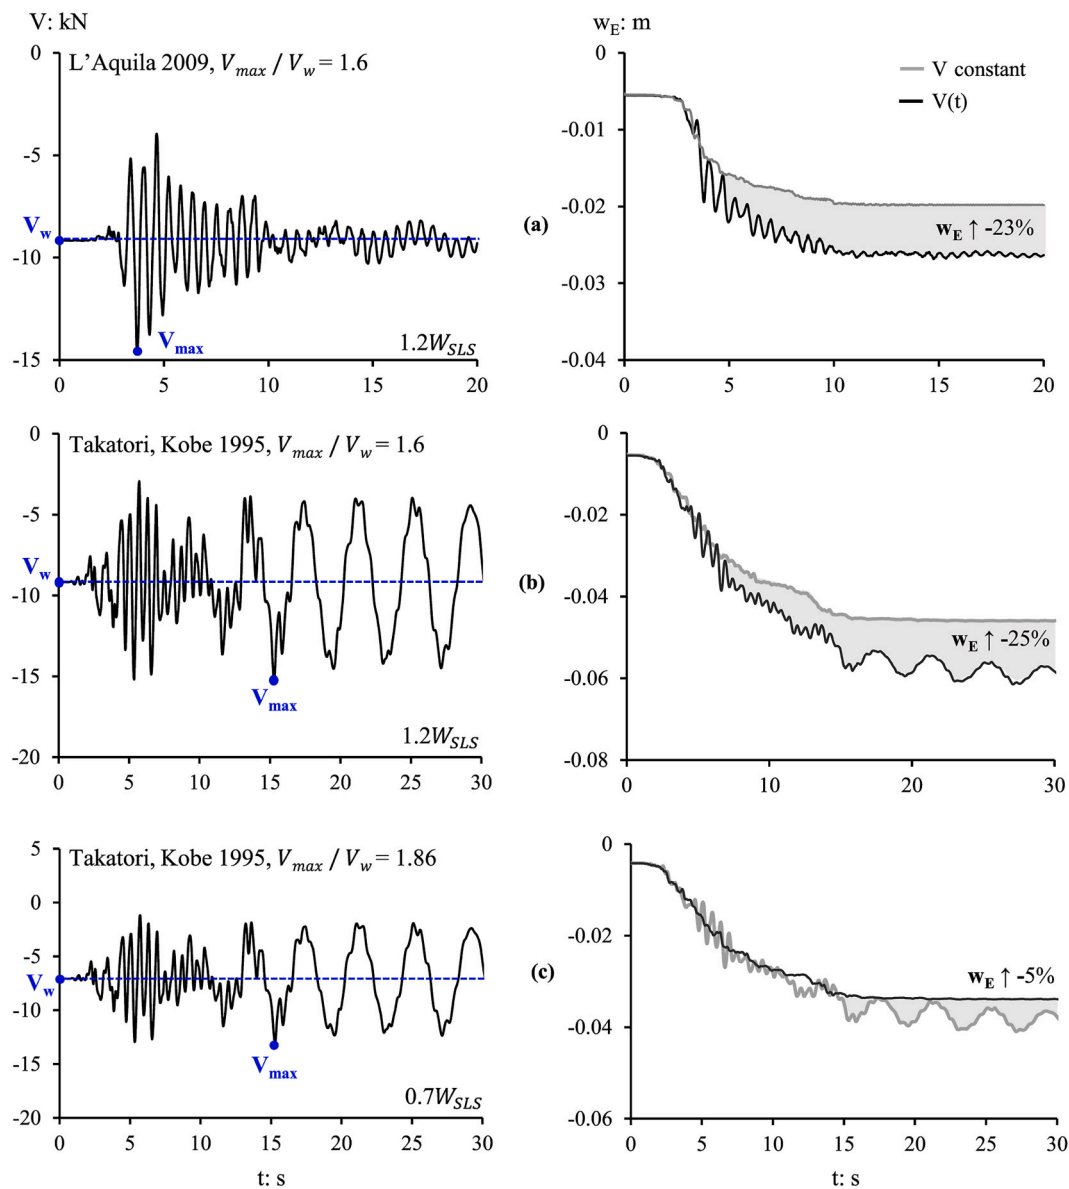 V: kN
w_E: m
L’Aquila 2009, V_max / V_w = 1.6
V constant
V(t)
0
-5
-10
-15
V_w
V_max
1.2W_SLS
0 5 10 15 20
(a)
0
-0.01
-0.02
-0.03
-0.04
w_E ↑ -23%
0 5 10 15 20
Takatori, Kobe 1995, V_max / V_w = 1.6
0
-5
-10
-15
-20
V_w
V_max
1.2W_SLS
0 5 10 15 20 25 30
(b)
0
-0.02
-0.04
-0.06
-0.08
w_E ↑ -25%
0 10 20 30
Takatori, Kobe 1995, V_max / V_w = 1.86
5
0
-5
-10
-15
-20
V_w
V_max
0.7W_SLS
0 5 10 15 20 25 30
t: s
(c)
0
-0.02
-0.04
-0.06
w_E ↑ -5%
0 5 10 15 20 25 30
t: s